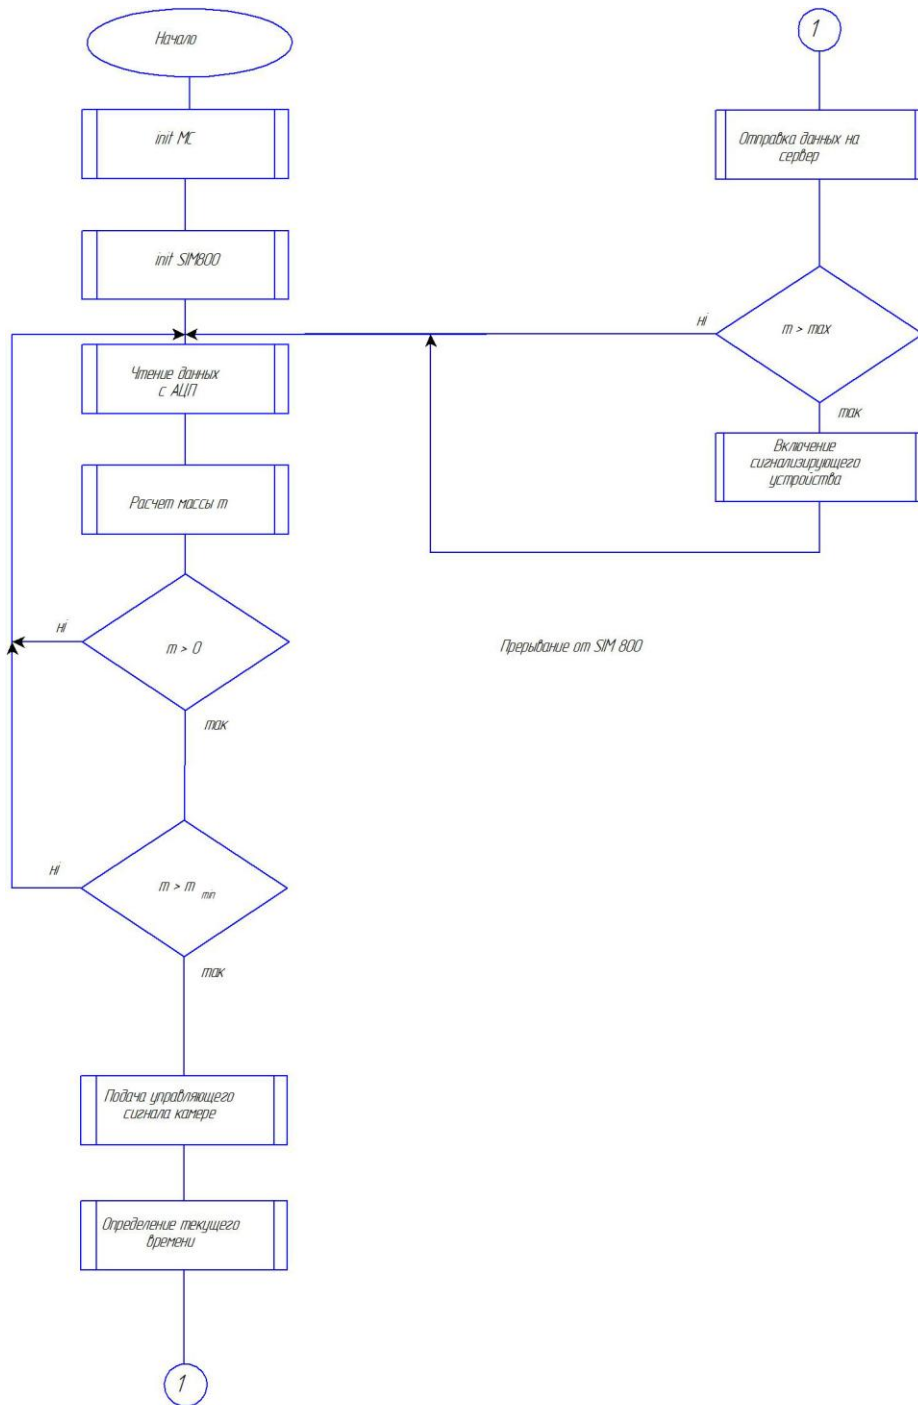 Начало
init MC
init SIM800
Чтение данных
с АЦП
Расчет массы m
m > 0
ні
так
m > m min
ні
так
Подача управляющего
сигнала камере
Определение текущего
времени
1
1
Отправка данных на
сервер
m > max
ні
так
Включение
сигнализирующего
устройства
Прерывание от SIM 800